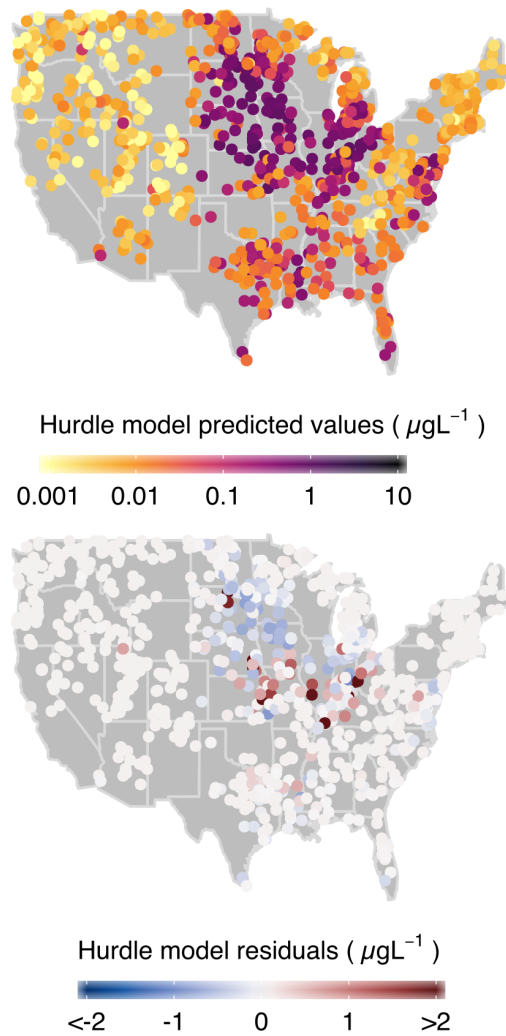 Hurdle model predicted values ( μgL⁻¹ )
0.001 0.01 0.1 1 10
Hurdle model residuals ( μgL⁻¹ )
<-2 -1 0 1 >2